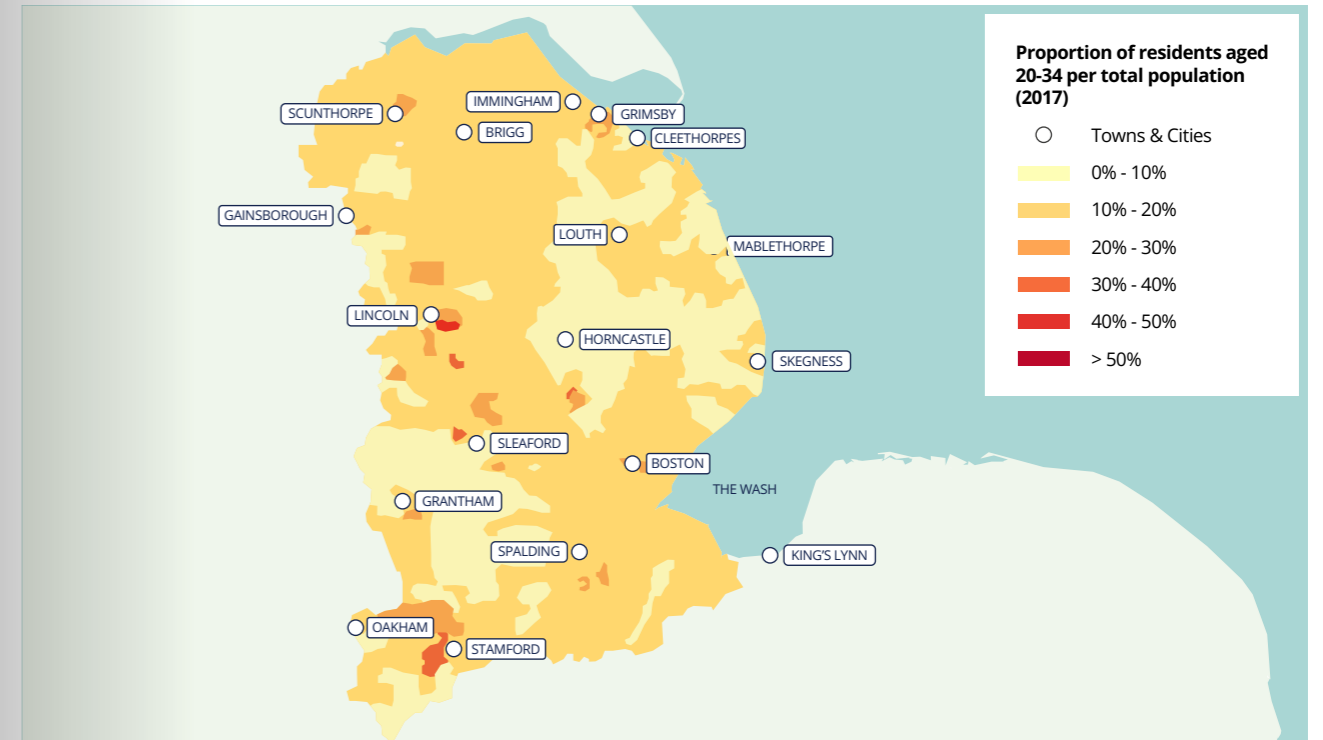 Proportion of residents aged
20-34 per total population
(2017)
Towns & Cities
0% - 10%
10% - 20%
20% - 30%
30% - 40%
40% - 50%
> 50%
IMMINGHAM
SCUNTHORPE
GRIMSBY
BRIGG
CLEETHORPES
GAINSBOROUGH
LOUTH
MABLETHORPE
LINCOLN
HORNCASTLE
SKEGNESS
SLEAFORD
BOSTON
THE WASH
GRANTHAM
SPALDING
KING'S LYNN
OAKHAM
STAMFORD